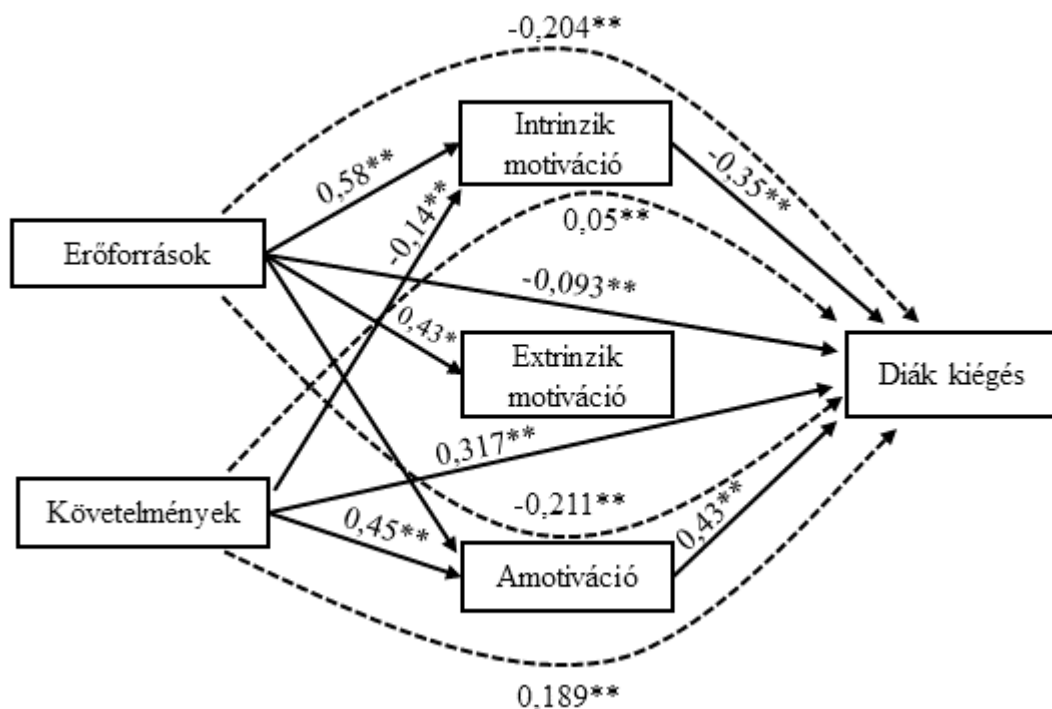 -0,204**
Intrinzik
motiváció
0,58**
-0,35**
-0,14**
0,05**
Erőforrások
-0,093**
0,43*
Extrinzik
motiváció
Diák kiégés
0,317**
Követelmények
-0,211**
0,45**
0,43**
Amotiváció
0,189**